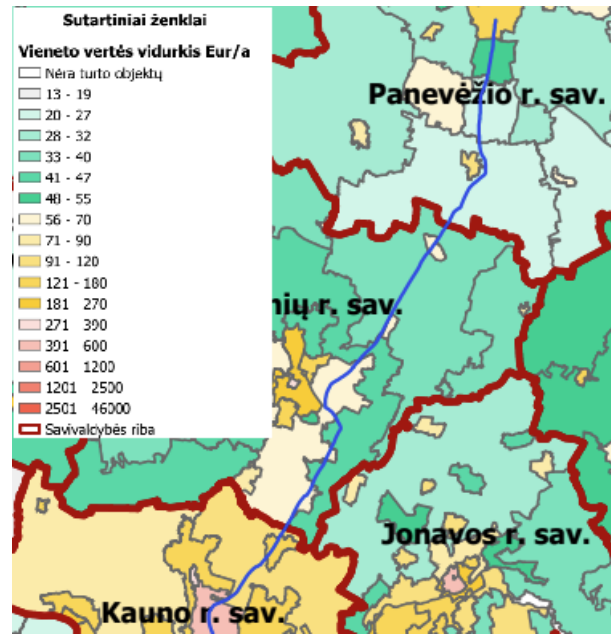 Sutartiniai ženklai
Vieneto vertės vidurkis Eur/a
Nėra turto objektų
13 - 19
20 - 27
28 - 32
33 - 40
41 - 47
48 - 55
56 - 70
71 - 90
91 - 120
121 - 180
181 270
271 390
391 600
601 1200
1201 2500
2501 46000
Savivaldybės riba
Panevėžio r. sav.
nių r. sav.
Jonavos r. sav.
Kauno r. sav.